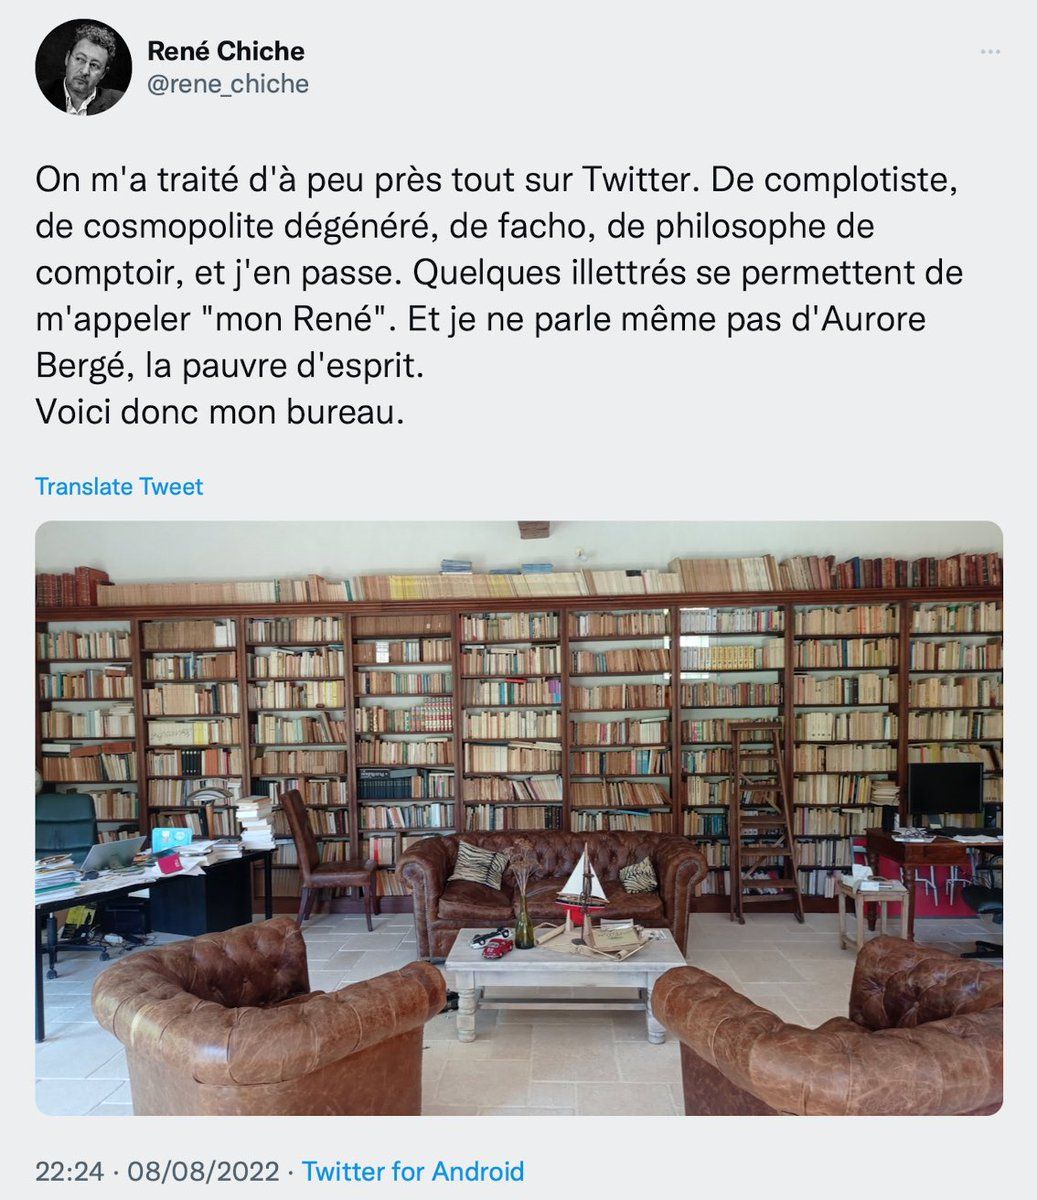 René Chiche
@rene_chiche
On m'a traité d'à peu près tout sur Twitter. De complotiste,
de cosmopolite dégénéré, de facho, de philosophe de
comptoir, et j'en passe. Quelques illettrés se permettent de
m'appeler "mon René". Et je ne parle même pas d'Aurore
Bergé, la pauvre d'esprit.
Voici donc mon bureau.
Translate Tweet
22:24 · 08/08/2022 · Twitter for Android